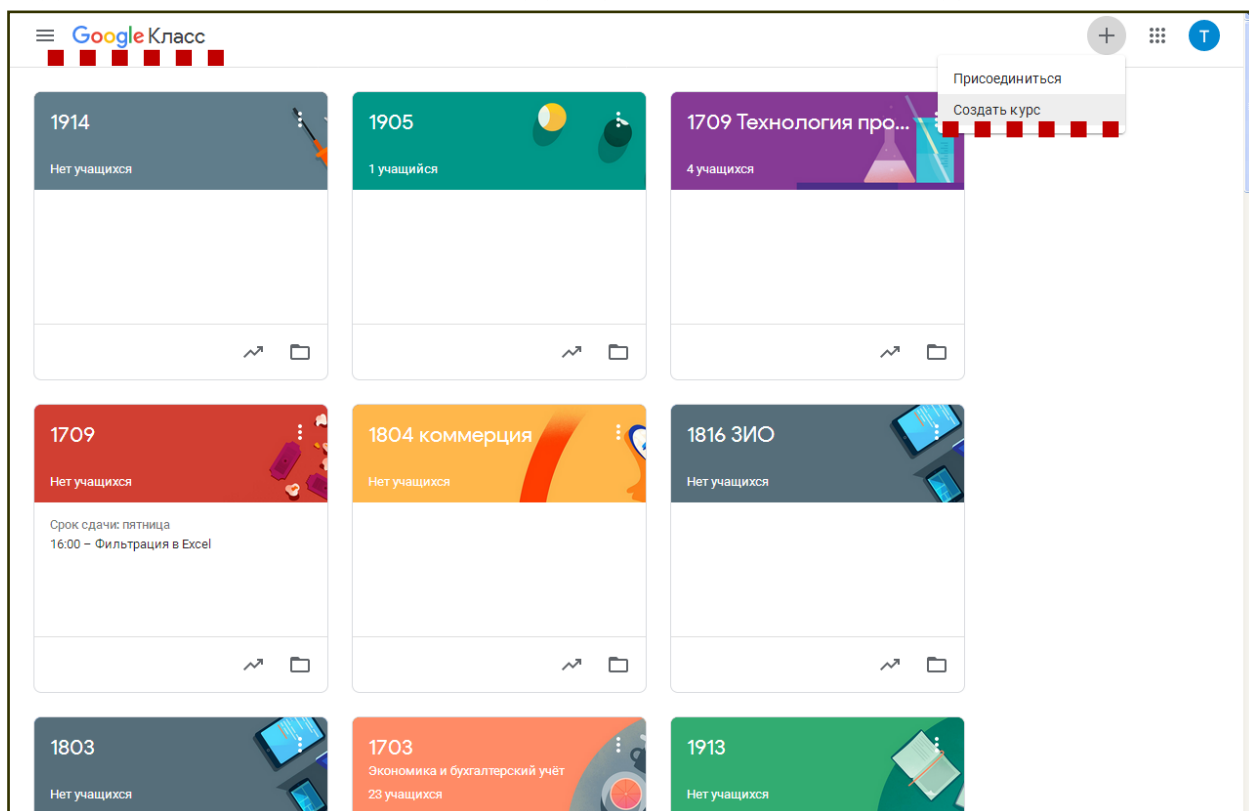 Google Класс
T
Присоединиться
Создать курс
1914
Нет учащихся
1905
1 учащийся
1709 Технология про...
4 учащихся
1709
Нет учащихся
Срок сдачи: пятница
16:00 – Фильтрация в Excel
1804 коммерция
Нет учащихся
1816 ЗИО
Нет учащихся
1803
Нет учащихся
1703
Экономика и бухгалтерский учёт
23 учащихся
1913
Нет учащихся